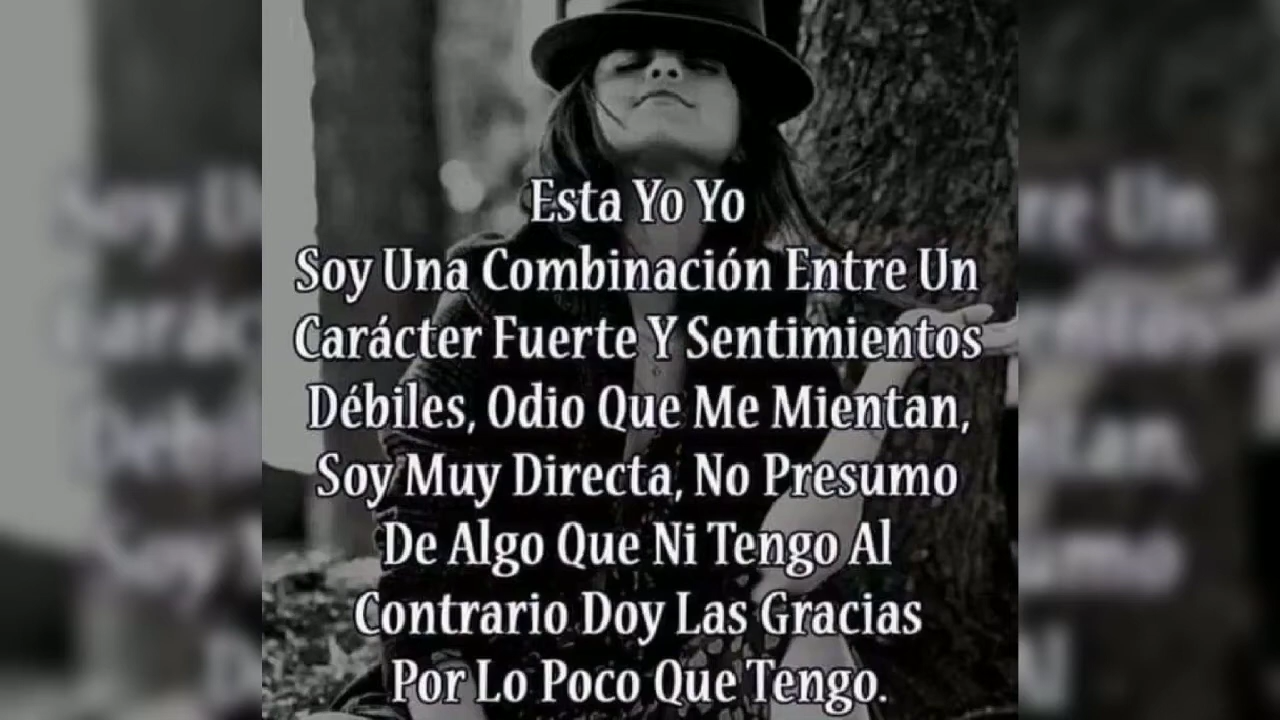 Esta Yo Yo
Soy Una Combinación Entre Un
Carácter Fuerte Y Sentimientos
Débiles, Odio Que Me Mientan,
Soy Muy Directa, No Presumo
De Algo Que Ni Tengo Al
Contrario Doy Las Gracias
Por Lo Poco Que Tengo.